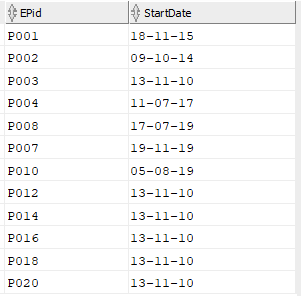 EPid StartDate
P001 18-11-15
P002 09-10-14
P003 13-11-10
P004 11-07-17
P008 17-07-19
P007 19-11-19
P010 05-08-19
P012 13-11-10
P014 13-11-10
P016 13-11-10
P018 13-11-10
P020 13-11-10